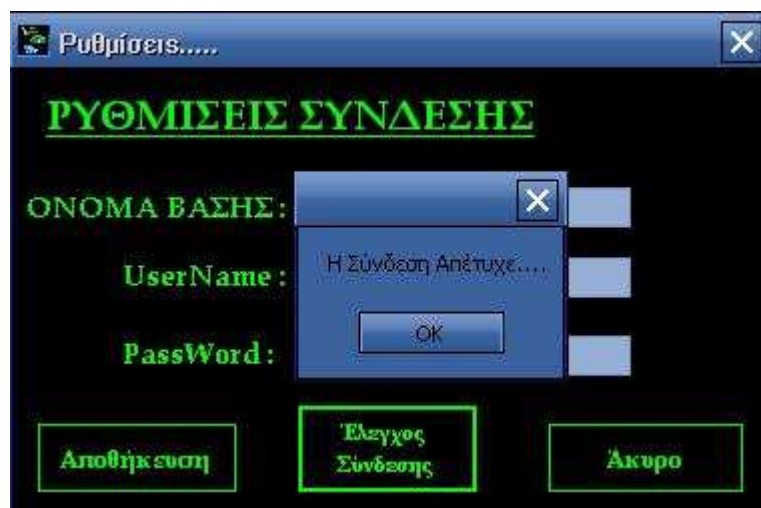 Ρυθμίσεις.....
ΡΥΘΜΙΣΕΙΣ ΣΥΝΔΕΣΗΣ
ΟΝΟΜΑ ΒΑΣΗΣ :
Η Σύνδεση Απέτυχε....
UserName :
OK
PassWord :
Αποθήκευση
Έλεγχος
Σύνδεσης
Άκυρο